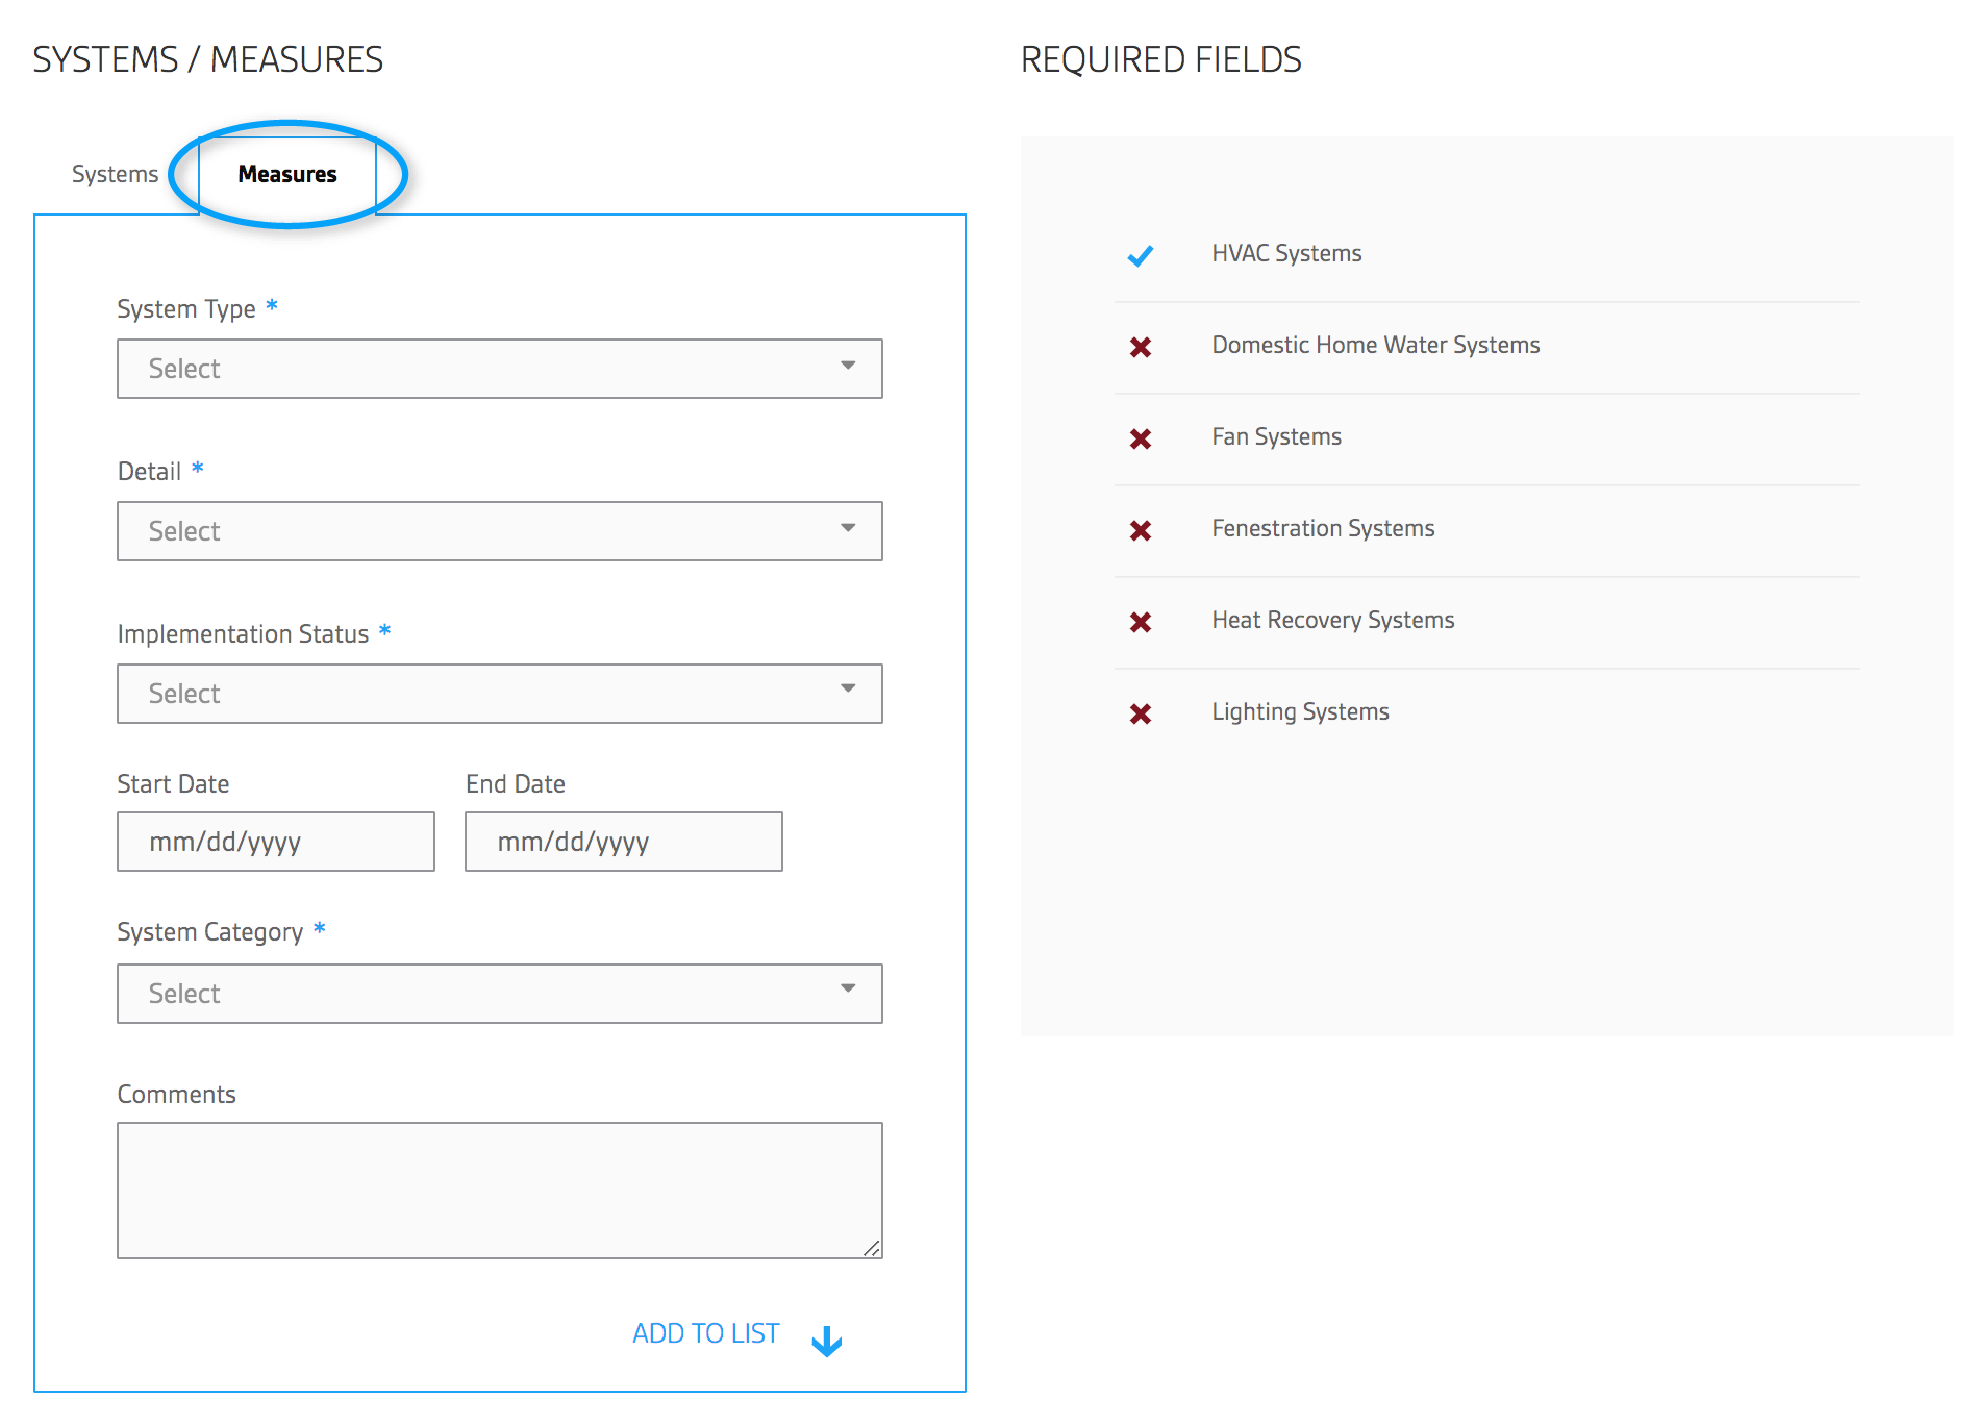 SYSTEMS / MEASURES
Systems
Measures
System Type *
Select
Detail *
Select
Implementation Status *
Select
Start Date
End Date
mm/dd/yyyy
mm/dd/yyyy
System Category *
Select
Comments
ADD TO LIST
REQUIRED FIELDS
HVAC Systems
Domestic Home Water Systems
Fan Systems
Fenestration Systems
Heat Recovery Systems
Lighting Systems